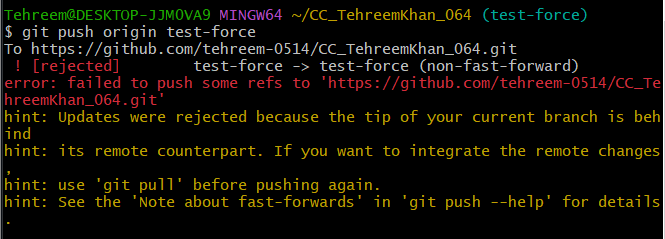 Tehreem@DESKTOP-JJMOVA9 MINGW64 ~/CC_TehreemKhan_064 (test-force)
$ git push origin test-force
To https://github.com/tehreem-0514/CC_TehreemKhan_064.git
 ! [rejected]        test-force -> test-force (non-fast-forward)
error: failed to push some refs to 'https://github.com/tehreem-0514/CC_Te
hreemKhan_064.git'
hint: Updates were rejected because the tip of your current branch is beh
ind
hint: its remote counterpart. If you want to integrate the remote changes
,
hint: use 'git pull' before pushing again.
hint: See the 'Note about fast-forwards' in 'git push --help' for details
.